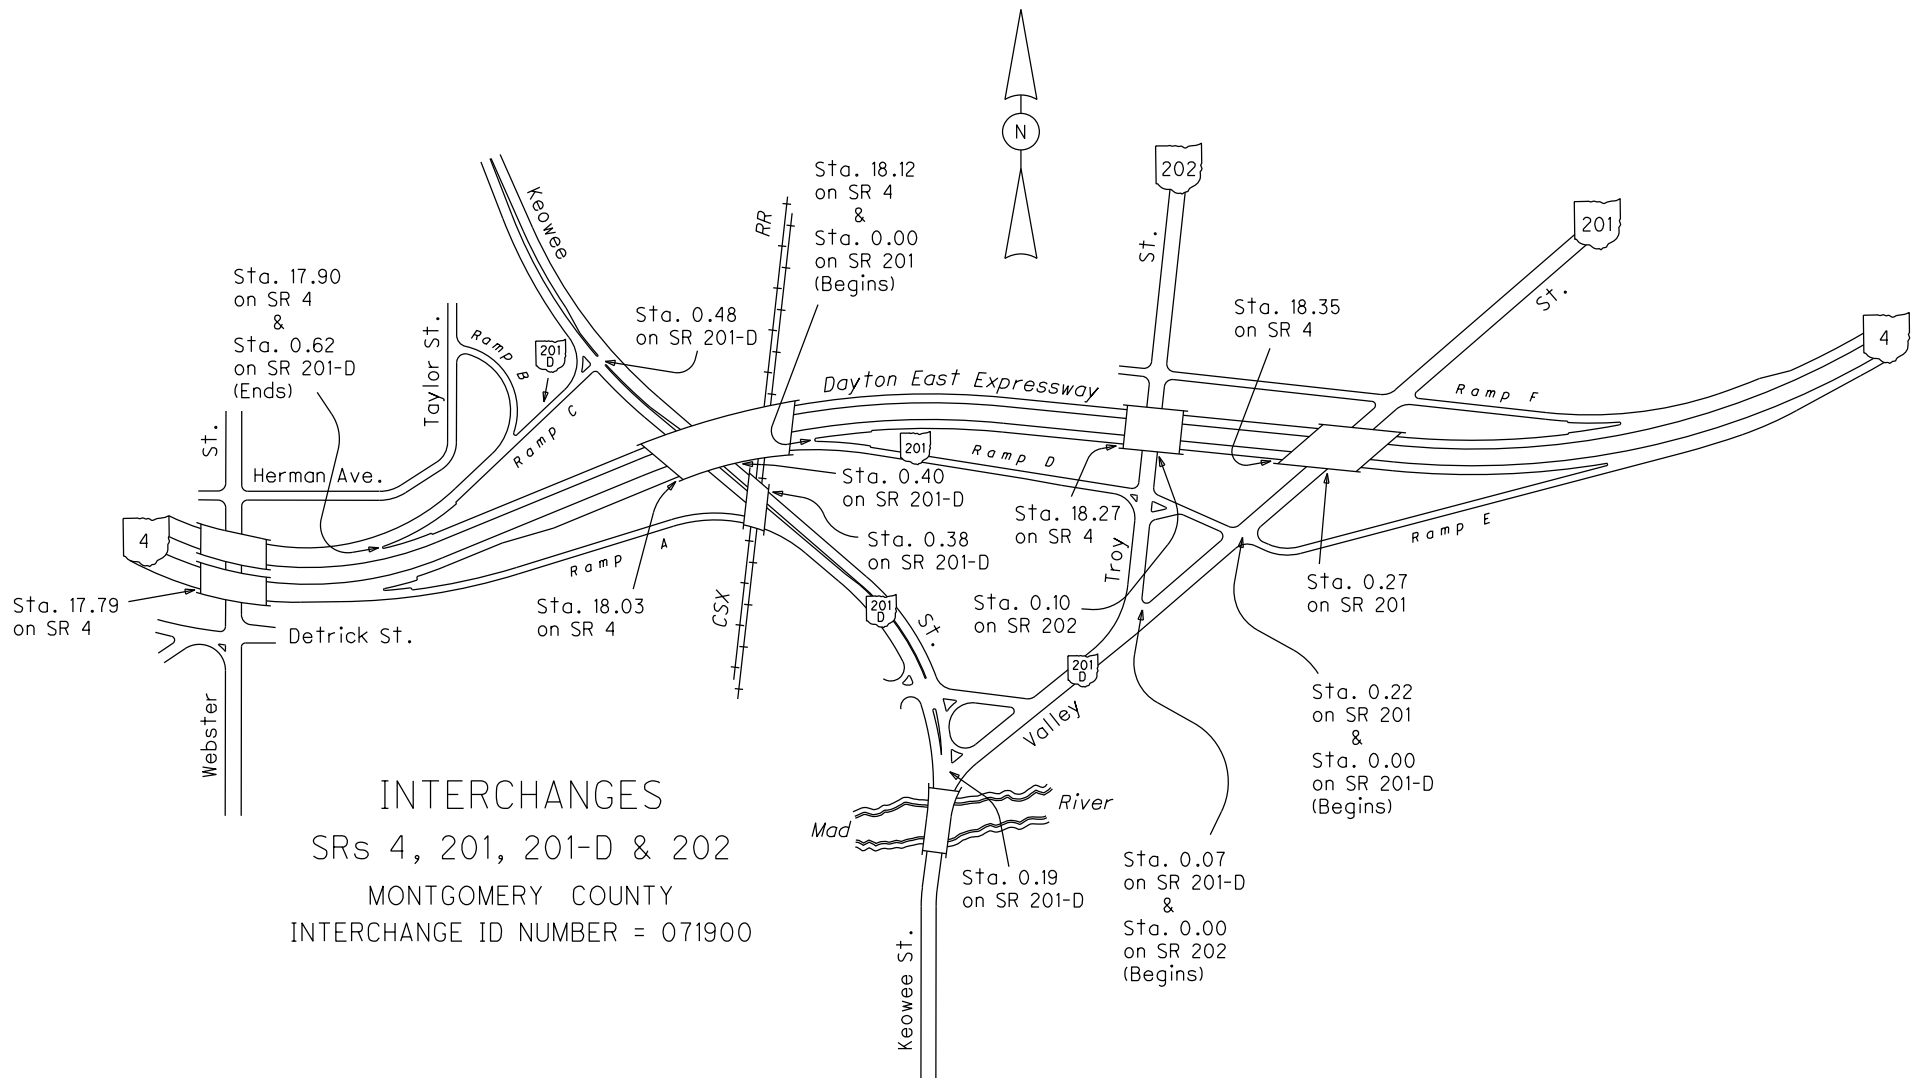 N
202
201
4
Sta. 18.12
on SR 4
&
Sta. 0.00
on SR 201
(Begins)
Keowee
RR
St.
St.
Sta. 17.90
on SR 4
&
Sta. 0.62
on SR 201-D
(Ends)
Taylor St.
Ramp B
201
D
Sta. 0.48
on SR 201-D
Sta. 18.35
on SR 4
Dayton East Expressway
Ramp F
St.
Ramp C
201
Ramp D
Herman Ave.
Sta. 0.40
on SR 201-D
4
Sta. 18.27
on SR 4
Ramp E
Sta. 0.38
on SR 201-D
Ramp A
Troy
Sta. 17.79
on SR 4
Detrick St.
Sta. 18.03
on SR 4
CSX
201
D
St.
Sta. 0.10
on SR 202
Sta. 0.27
on SR 201
201
D
Valley
Webster
Sta. 0.22
on SR 201
&
Sta. 0.00
on SR 201-D
(Begins)
INTERCHANGES
SRs 4, 201, 201-D & 202
MONTGOMERY COUNTY
INTERCHANGE ID NUMBER = 071900
Mad
River
Sta. 0.19
on SR 201-D
Sta. 0.07
on SR 201-D
&
Sta. 0.00
on SR 202
(Begins)
Keowee St.